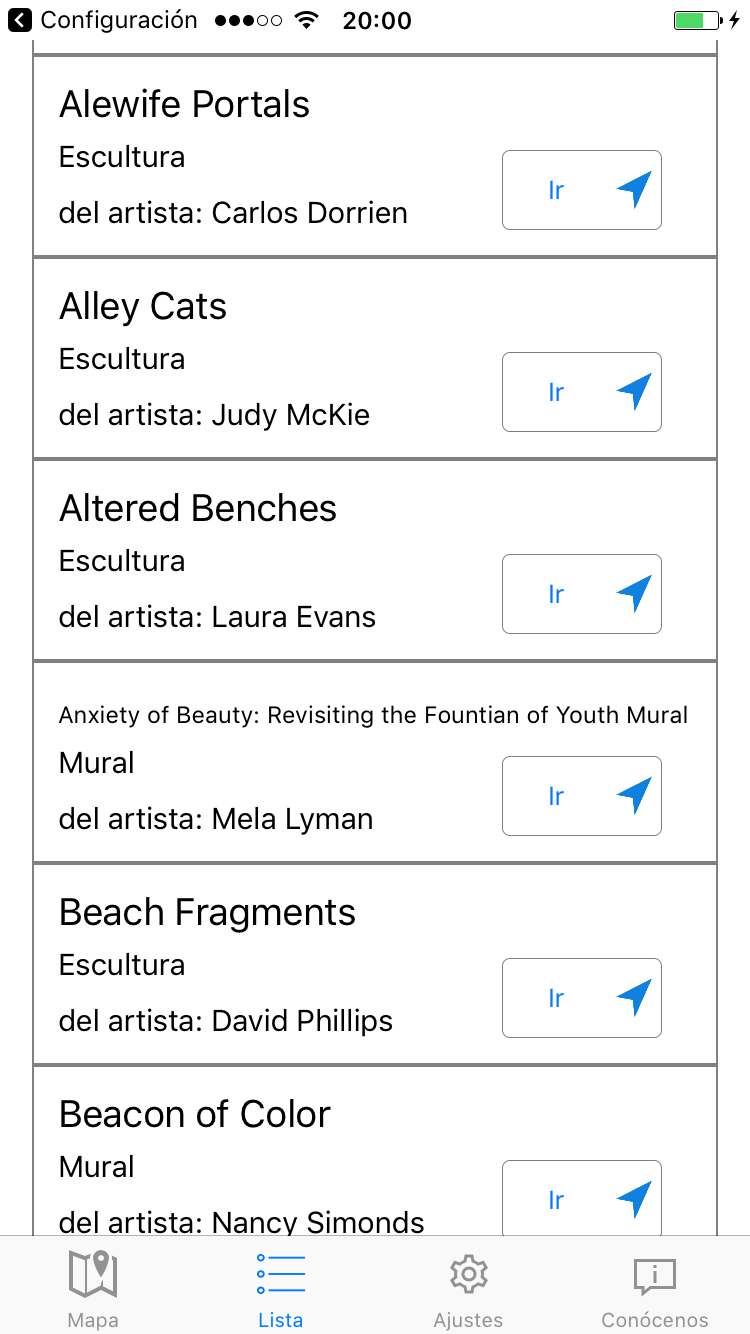 Configuración 20:00
Alewife Portals
Escultura
Ir
del artista: Carlos Dorrien
Alley Cats
Escultura
Ir
del artista: Judy McKie
Altered Benches
Escultura
Ir
del artista: Laura Evans
Anxiety of Beauty: Revisiting the Fountian of Youth Mural
Mural
Ir
del artista: Mela Lyman
Beach Fragments
Escultura
Ir
del artista: David Phillips
Beacon of Color
Mural
Ir
del artista: Nancy Simonds
Mapa Lista Ajustes Conócenos